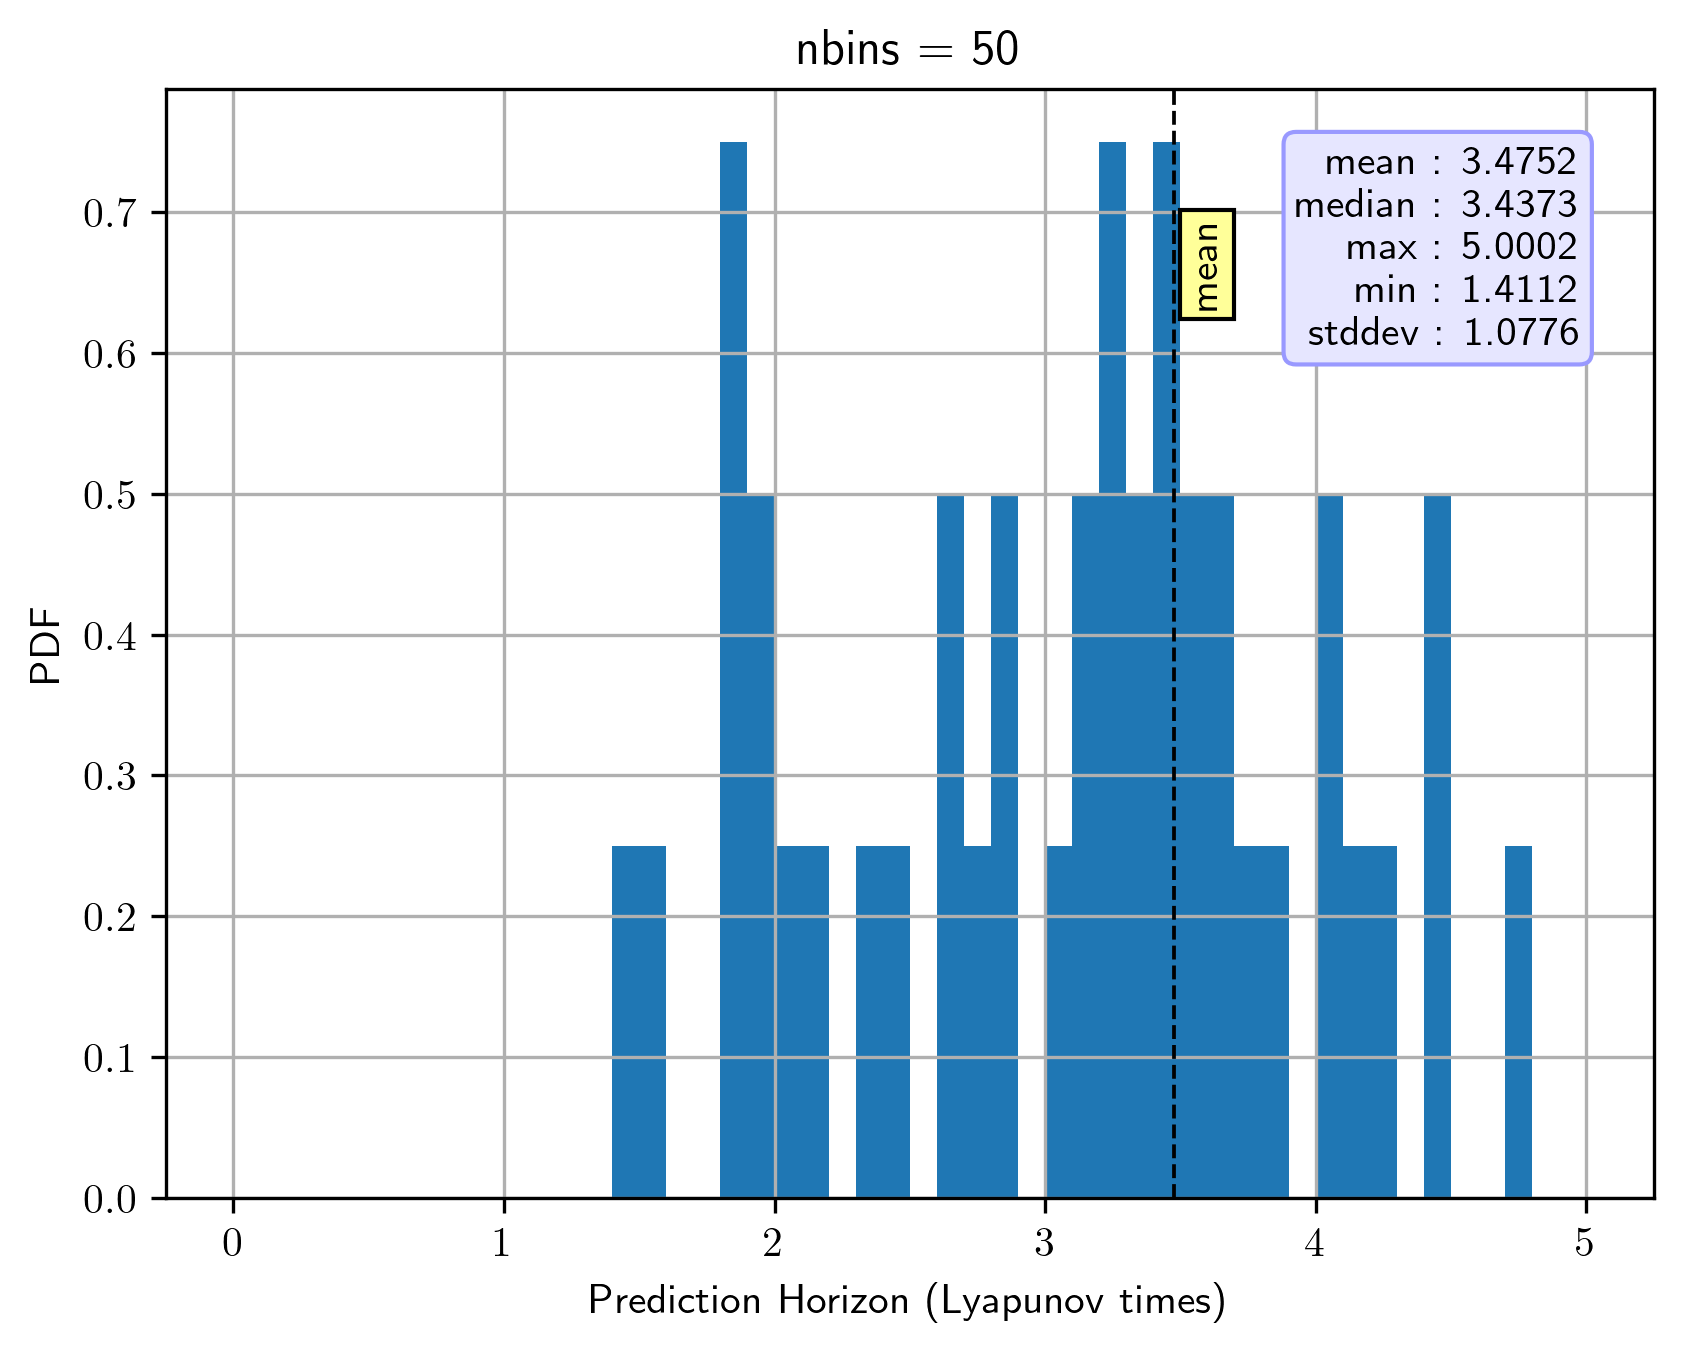 nbins = 50
mean : 3.4752
median : 3.4373
max : 5.0002
min : 1.4112
stddev : 1.0776
mean
PDF
0.7
0.6
0.5
0.4
0.3
0.2
0.1
0.0
0 1 2 3 4 5
Prediction Horizon (Lyapunov times)